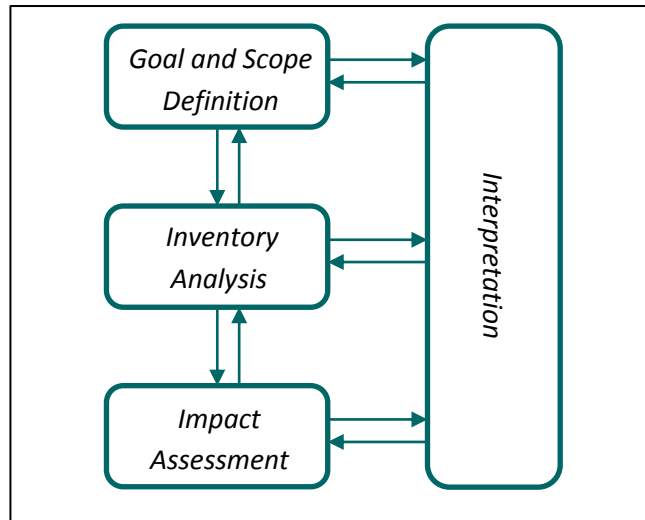 Goal and Scope
Definition
Inventory
Analysis
Impact
Assessment
Interpretation